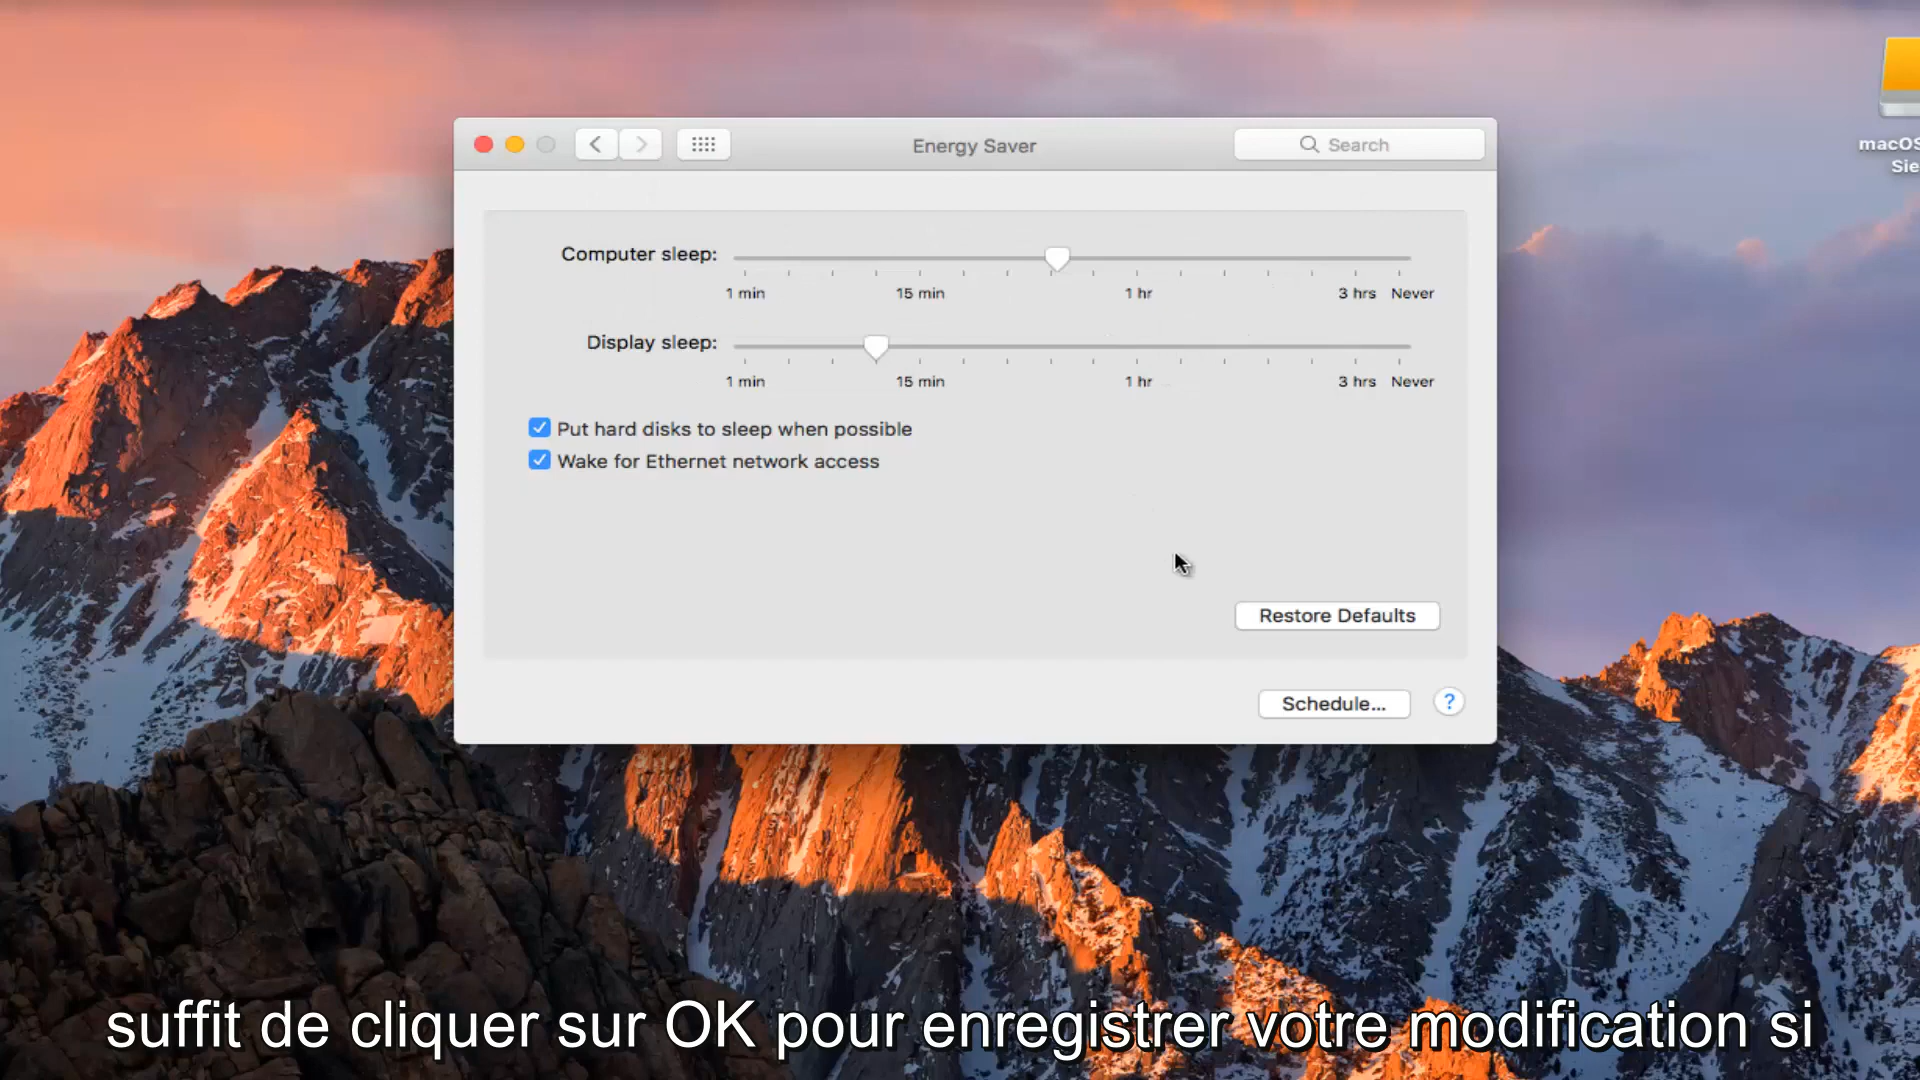 Energy Saver
Search
macOS
Sie
Computer sleep:
1 min 15 min 1 hr 3 hrs Never
Display sleep:
1 min 15 min 1 hr 3 hrs Never
Put hard disks to sleep when possible
Wake for Ethernet network access
Restore Defaults
Schedule...
?
suffit de cliquer sur OK pour enregistrer votre modification si